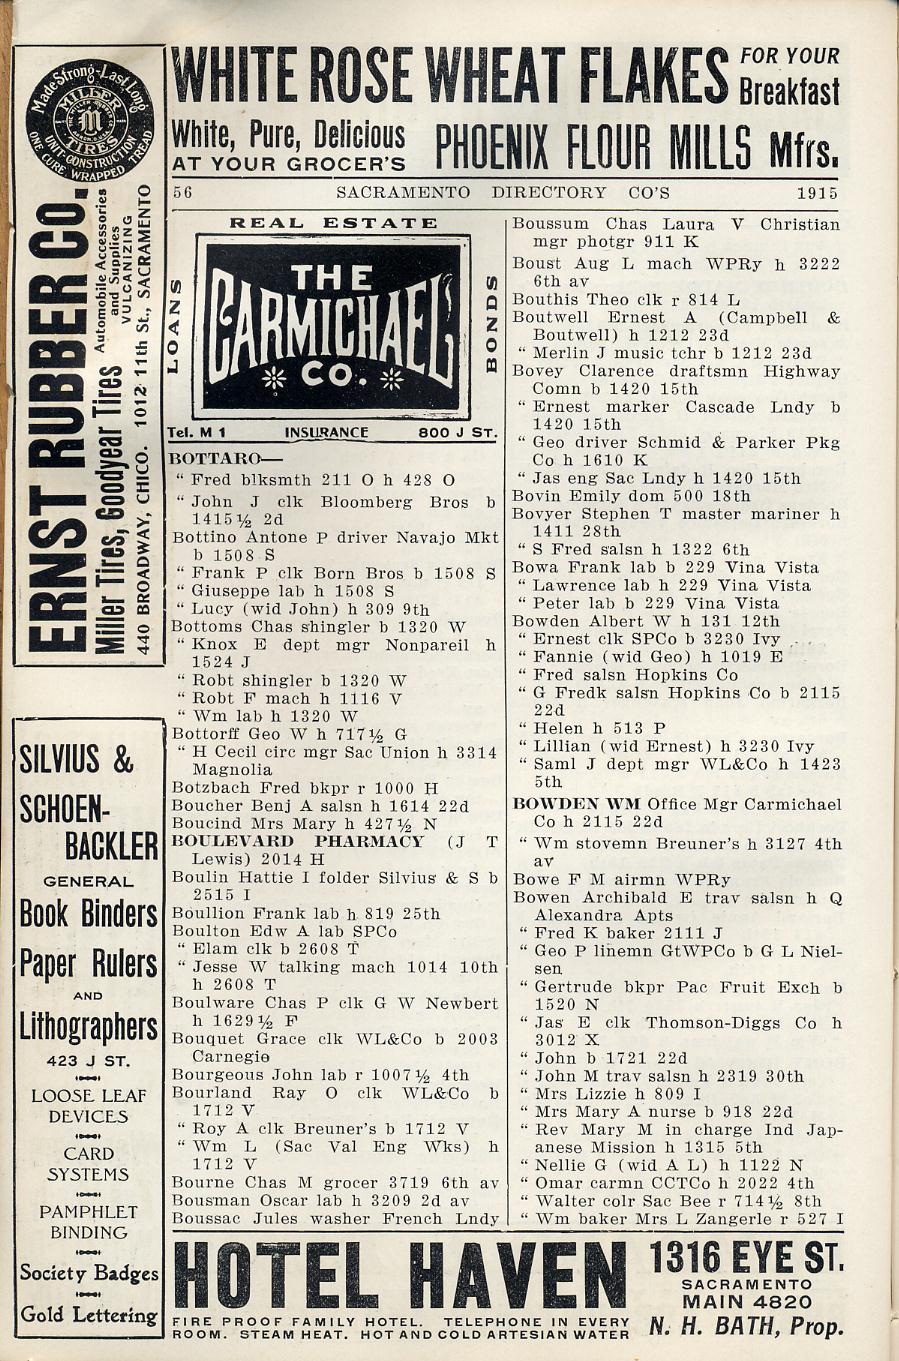 WHITE ROSE WHEAT FLAKES FOR YOUR Breakfast
White, Pure, Delicious
AT YOUR GROCER'S
PHOENIX FLOUR MILLS Mfrs.
56 SACRAMENTO DIRECTORY CO'S 1915
Made Strong-Last Long
MILLER
TIRES
UNIT-CONSTRUCTION
ONE CURE WRAPPED TREAD
ERNST RUBBER CO.
Miller Tires, Goodyear Tires
Automobile Accessories
and Supplies
VULCANIZING
440 BROADWAY, CHICO. 1012 11th St., SACRAMENTO
SILVIUS &
SCHOEN-
BACKLER
GENERAL
Book Binders
Paper Rulers
AND
Lithographers
423 J ST.
LOOSE LEAF
DEVICES
CARD
SYSTEMS
PAMPHLET
BINDING
Society Badges
Gold Lettering
REAL ESTATE
LOANS
THE
CARMICHAEL
CO.
BONDS
Tel. M 1 INSURANCE 800 J ST.
BOTTARO—
" Fred blksmth 211 O h 428 O
" John J clk Bloomberg Bros b
1415½ 2d
Bottino Antone P driver Navajo Mkt
b 1508 S
" Frank P clk Born Bros b 1508 S
" Giuseppe lab h 1508 S
" Lucy (wid John) h 309 9th
Bottoms Chas shingler b 1320 W
" Knox E dept mgr Nonpareil h
1524 J
" Robt shingler b 1320 W
" Robt F mach h 1116 V
" Wm lab h 1320 W
Bottorff Geo W h 717½ G
" H Cecil circ mgr Sac Union h 3314
Magnolia
Botzbach Fred bkpr r 1000 H
Boucher Benj A salsn h 1614 22d
Boucind Mrs Mary h 427½ N
BOULEVARD PHARMACY (J T
Lewis) 2014 H
Boulin Hattie I folder Silvius & S b
2515 I
Boullion Frank lab h 819 25th
Boulton Edw A lab SPCo
" Elam clk b 2608 T
" Jesse W talking mach 1014 10th
h 2608 T
Boulware Chas P clk G W Newbert
h 1629½ F
Bouquet Grace clk WL&Co b 2003
Carnegie
Bourgeous John lab r 1007½ 4th
Bourland Ray O clk WL&Co b
1712 V
" Roy A clk Breuner's b 1712 V
" Wm L (Sac Val Eng Wks) h
1712 V
Bourne Chas M grocer 3719 6th av
Bousman Oscar lab h 3209 2d av
Boussac Jules washer French Lndy
Boussum Chas Laura V Christian
mgr photgr 911 K
Boust Aug L mach WPRy h 3222
6th av
Bouthis Theo clk r 814 L
Boutwell Ernest A (Campbell &
Boutwell) h 1212 23d
" Merlin J music tchr b 1212 23d
Bovey Clarence draftsmn Highway
Comn b 1420 15th
" Ernest marker Cascade Lndy b
1420 15th
" Geo driver Schmid & Parker Pkg
Co h 1610 K
" Jas eng Sac Lndy h 1420 15th
Bovin Emily dom 500 18th
Bovyer Stephen T master mariner h
1411 28th
" S Fred salsn h 1322 6th
Bowa Frank lab b 229 Vina Vista
" Lawrence lab h 229 Vina Vista
" Peter lab b 229 Vina Vista
Bowden Albert W h 131 12th
" Ernest clk SPCo b 3230 Ivy
" Fannie (wid Geo) h 1019 E
" Fred salsn Hopkins Co
" G Fredk salsn Hopkins Co b 2115
22d
" Helen h 513 P
" Lillian (wid Ernest) h 3230 Ivy
" Saml J dept mgr WL&Co h 1423
5th
BOWDEN WM Office Mgr Carmichael
Co h 2115 22d
" Wm stovemn Breuner's h 3127 4th
av
Bowe F M airmn WPRy
Bowen Archibald E trav salsn h Q
Alexandra Apts
" Fred K baker 2111 J
" Geo P linemn GtWPCo b G L Niel-
sen
" Gertrude bkpr Pac Fruit Exch b
1520 N
" Jas E clk Thomson-Diggs Co h
3012 X
" John b 1721 22d
" John M trav salsn h 2319 30th
" Mrs Lizzie h 809 I
" Mrs Mary A nurse b 918 22d
" Rev Mary M in charge Ind Jap-
anese Mission h 1315 5th
" Nellie G (wid A L) h 1122 N
" Omar carmn CCTCo h 2022 4th
" Walter colr Sac Bee r 714½ 8th
" Wm baker Mrs L Zangerle r 527 I
HOTEL HAVEN
FIRE PROOF FAMILY HOTEL. TELEPHONE IN EVERY
ROOM. STEAM HEAT. HOT AND COLD ARTESIAN WATER
1316 EYE ST.
SACRAMENTO
MAIN 4820
N. H. BATH, Prop.